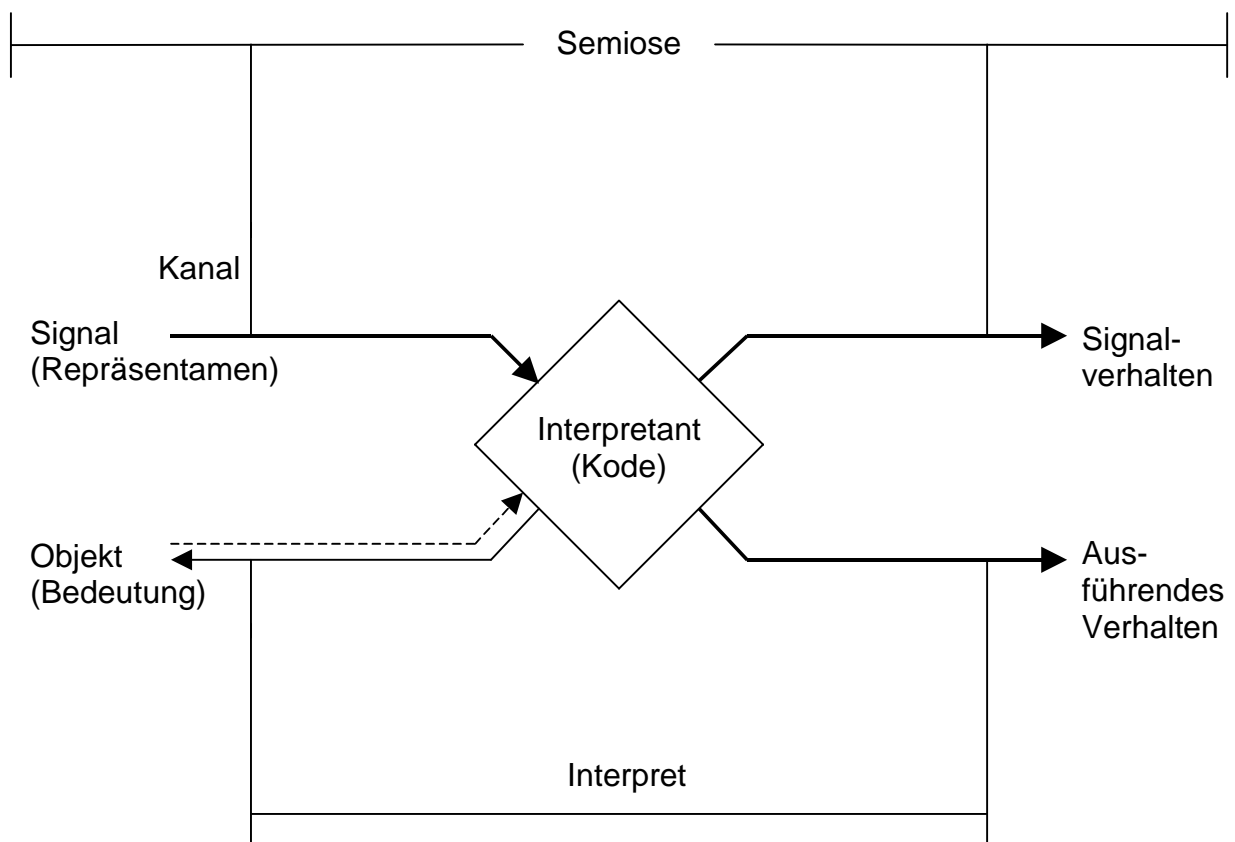 Semiose
Kanal
Signal
(Repräsentamen)
Signal-
verhalten
Interpretant
(Kode)
Objekt
(Bedeutung)
Aus-
führendes
Verhalten
Interpret